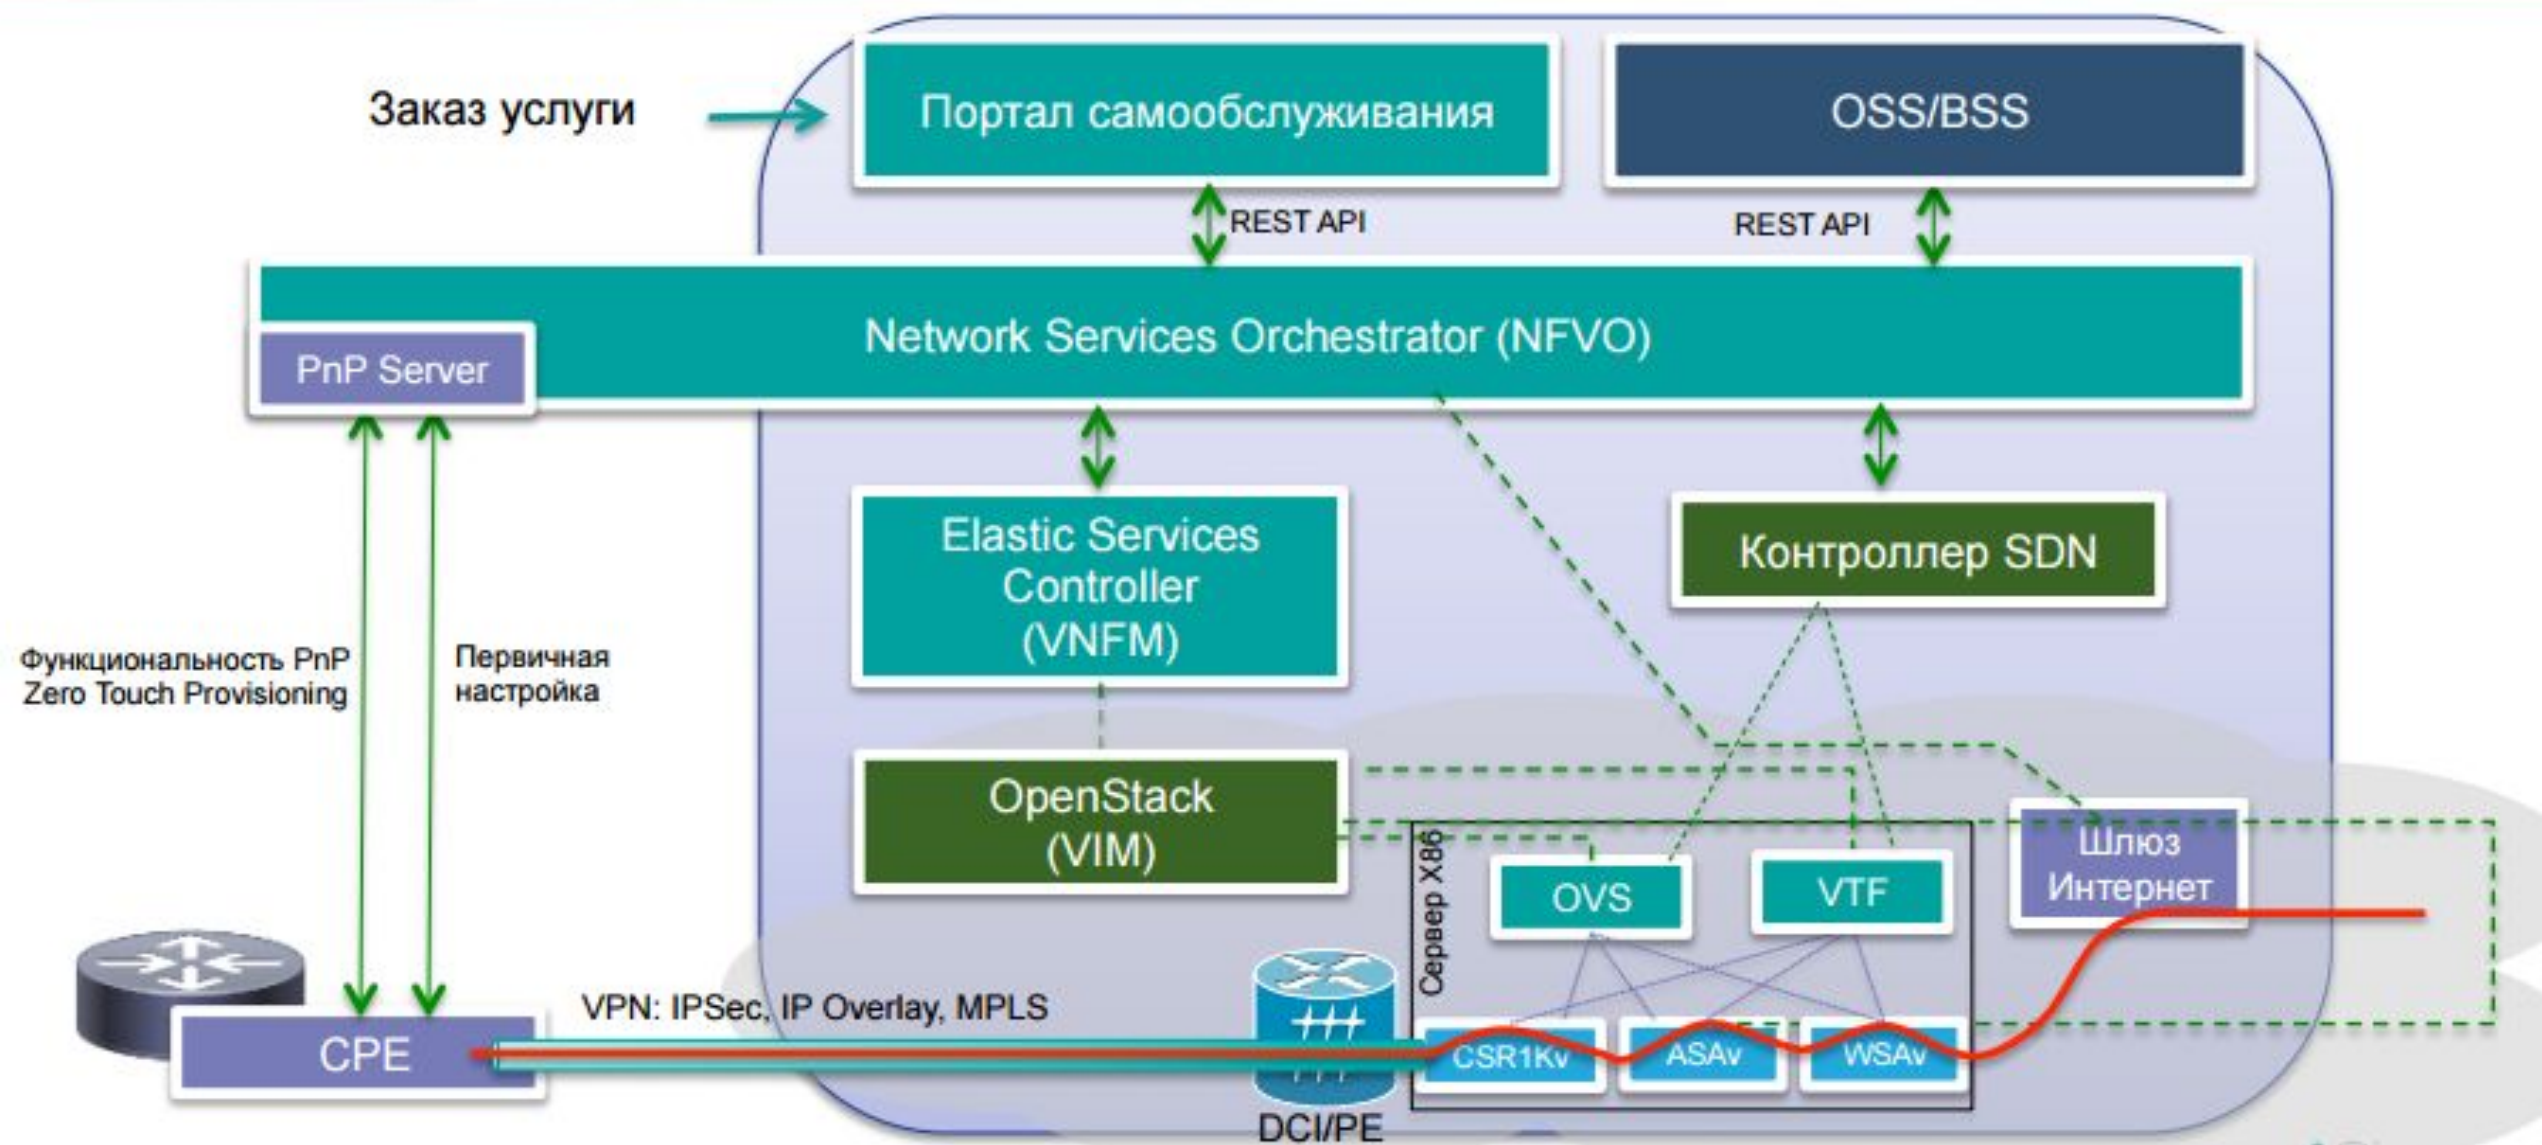 Заказ услуги
Портал самообслуживания
OSS/BSS
REST API
REST API
Network Services Orchestrator (NFVO)
PnP Server
Elastic Services
Controller
(VNFM)
Контроллер SDN
Функциональность PnP
Zero Touch Provisioning
Первичная
настройка
OpenStack
(VIM)
Сервер X86
OVS
VTF
Шлюз
Интернет
VPN: IPSec, IP Overlay, MPLS
CPE
CSR1Kv
ASAv
WSAv
DCI/PE